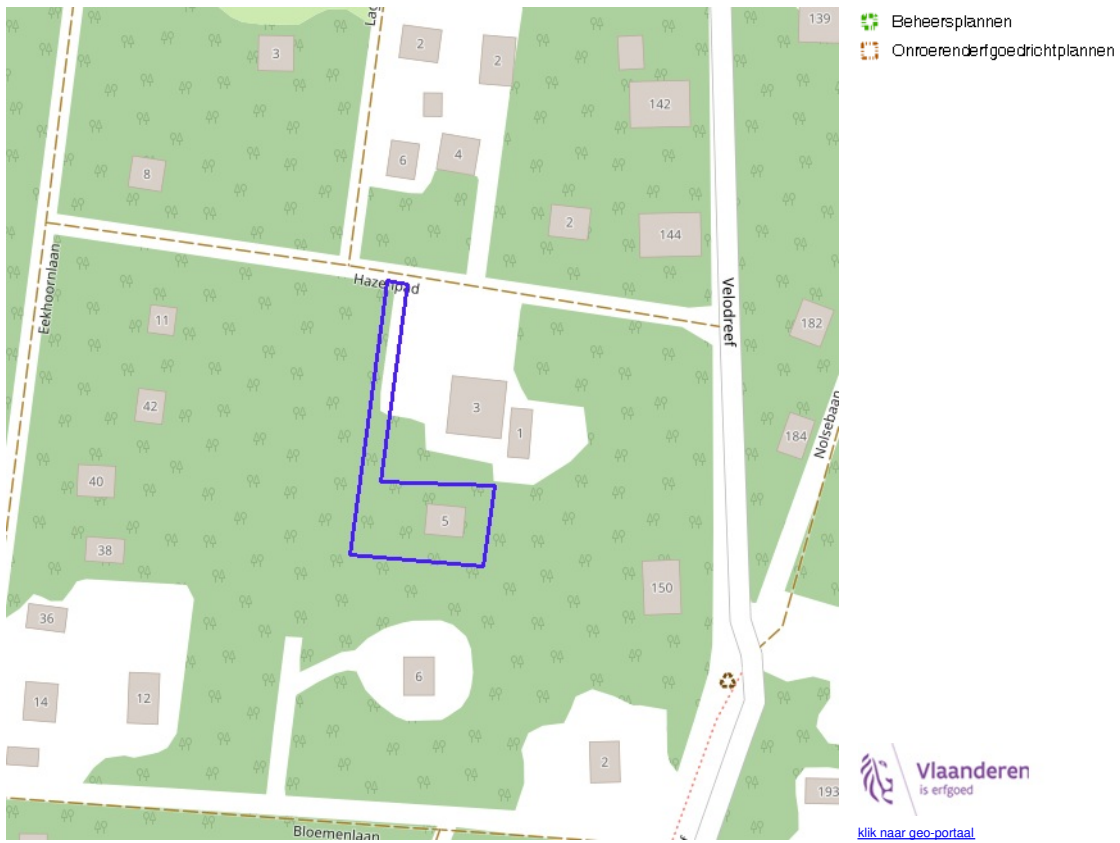 139
Beheersplannen
Onroerenderfgoedrichtplannen
3
2
2
142
6
4
8
2
144
Hazenpad
Eekhoornlaan
Velodreef
11
182
42
3
1
184
Nolsebaan
40
5
38
150
36
6
14
12
2
193
Bloemenlaan
Vlaanderen
is erfgoed
klik naar geo-portaal